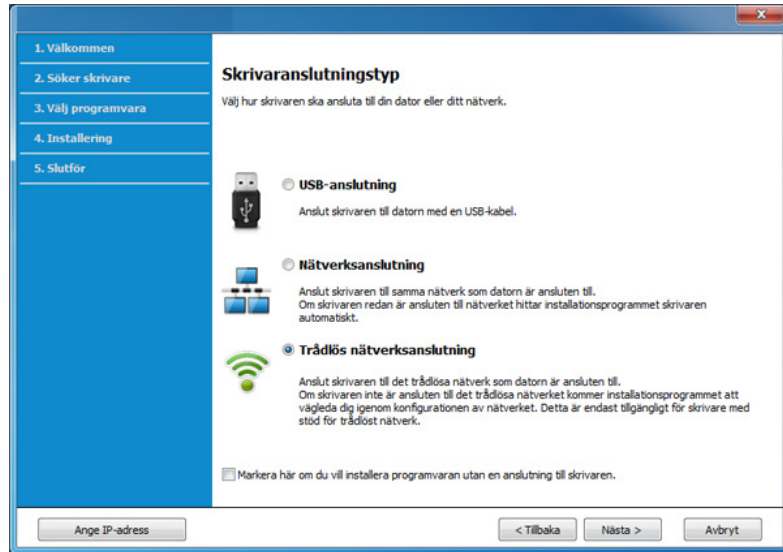 1. Välkommen
2. Söker skrivare
3. Välj programvara
4. Installering
5. Slutför
Skrivaranslutningstyp
Välj hur skrivaren ska ansluta till din dator eller ditt nätverk.
USB-anslutning
Anslut skrivaren till datorn med en USB-kabel.
Nätverksanslutning
Anslut skrivaren till samma nätverk som datorn är ansluten till.
Om skrivaren redan är ansluten till nätverket hittar installationsprogrammet skrivaren
automatiskt.
Trådlös nätverksanslutning
Anslut skrivaren till det trådlösa nätverk som datorn är ansluten till.
Om skrivaren inte är ansluten till det trådlösa nätverket kommer installationsprogrammet att
vägleda dig igenom konfigurationen av nätverket. Detta är endast tillgängligt för skrivare med
stöd för trådlöst nätverk.
Markera här om du vill installera programvaran utan en anslutning till skrivaren.
Ange IP-adress
< Tillbaka
Nästa >
Avbryt